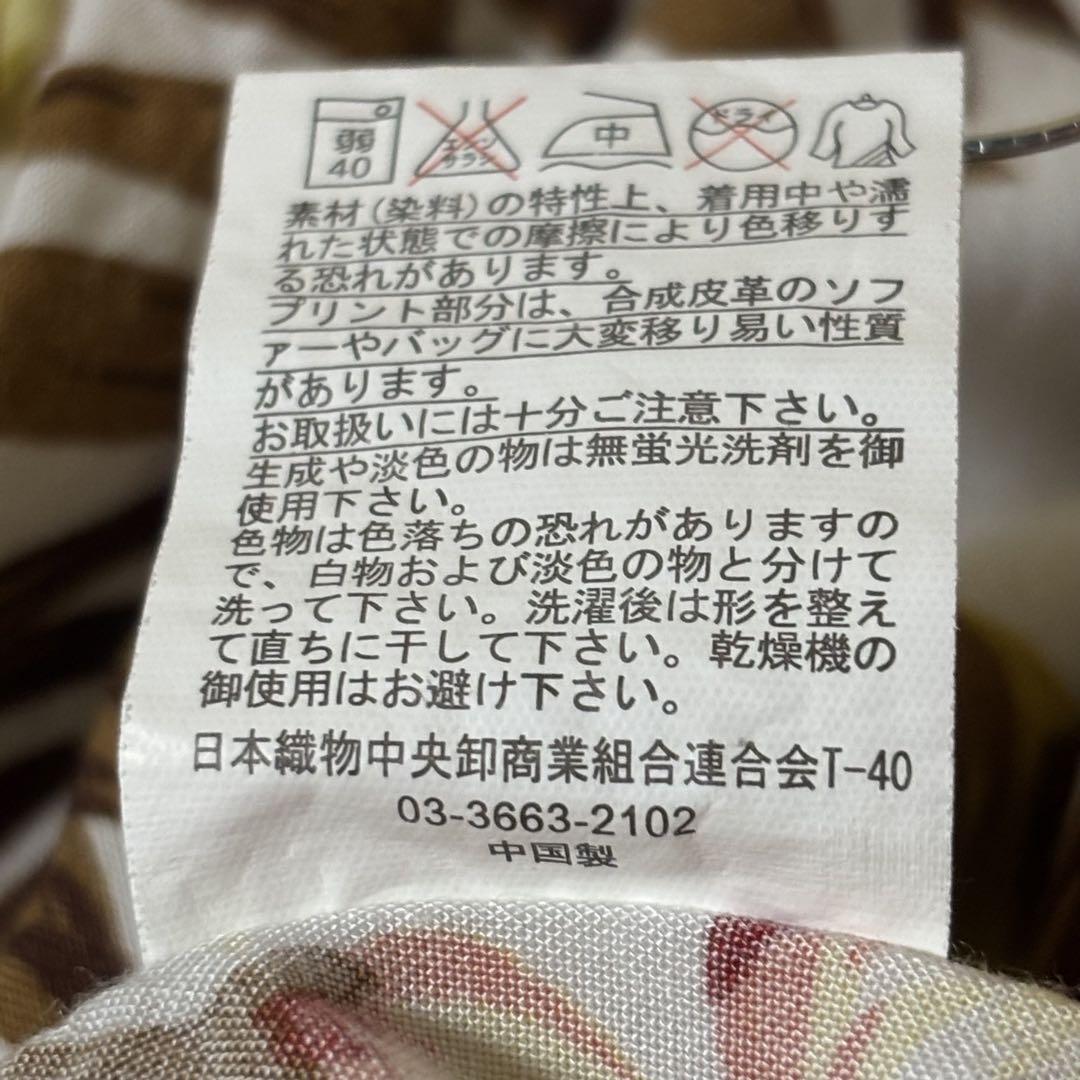 弱 40
エンソ サラシ
中
ドライ
素材(染料)の特性上、着用中や濡
れた状態での摩擦により色移りす
る恐れがあります。
プリント部分は、合成皮革のソフ
ァーやバッグに大変移り易い性質
があります。
お取扱いには十分ご注意下さい。
生成や淡色の物は無蛍光洗剤を御
使用下さい。
色物は色落ちの恐れがありますの
で、白物および淡色の物と分けて
洗って下さい。洗濯後は形を整え
て直ちに干して下さい。乾燥機の
御使用はお避け下さい。
日本織物中央卸商業組合連合会T-40
03-3663-2102
中国製